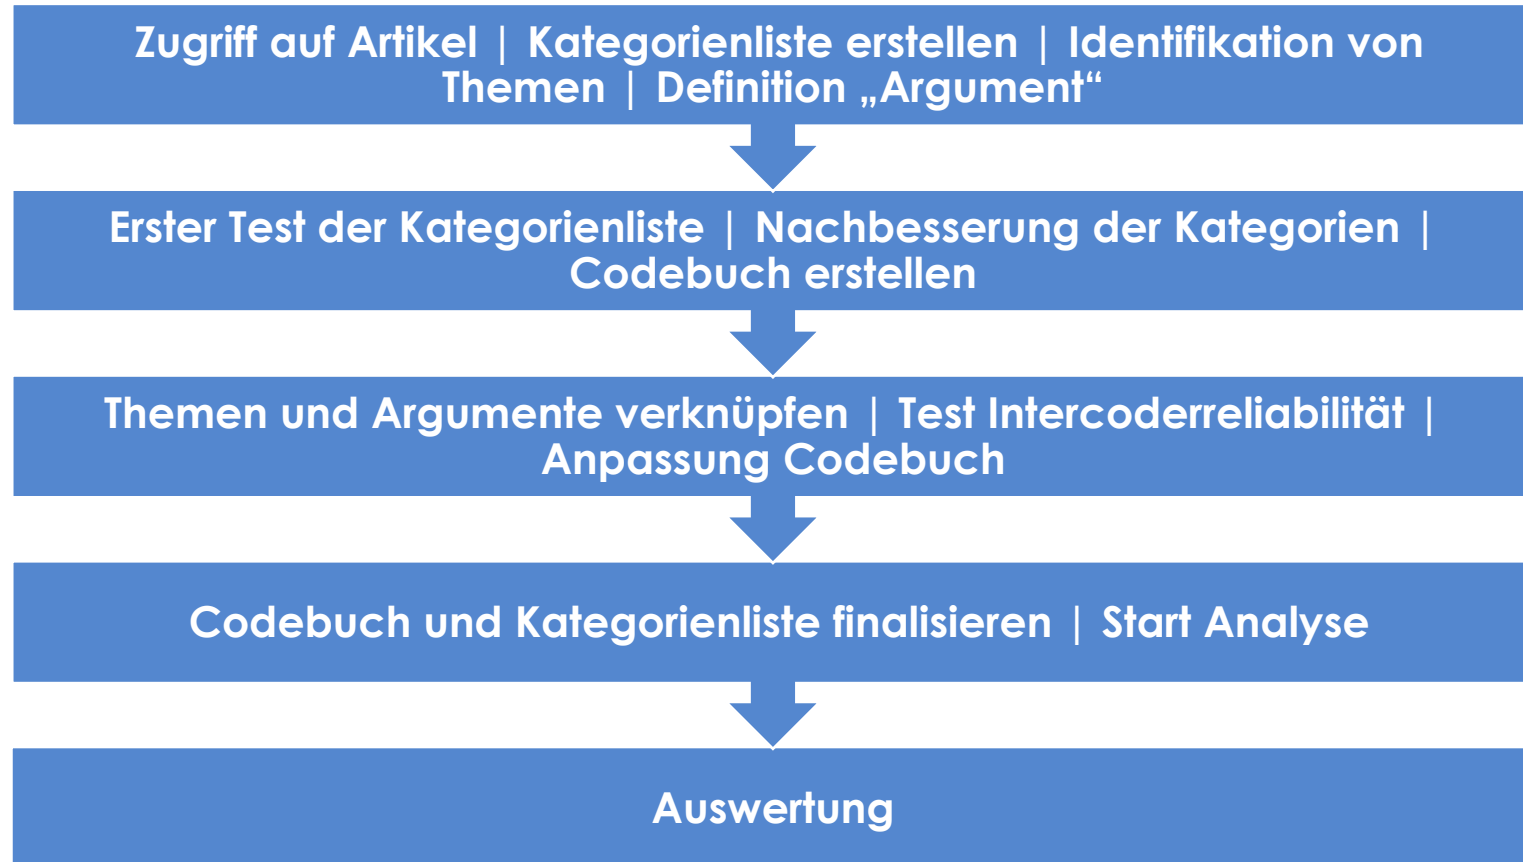 Zugriff auf Artikel | Kategorienliste erstellen | Identifikation von
Themen | Definition „Argument“
Erster Test der Kategorienliste | Nachbesserung der Kategorien |
Codebuch erstellen
Themen und Argumente verknüpfen | Test Intercoderreliabilität |
Anpassung Codebuch
Codebuch und Kategorienliste finalisieren | Start Analyse
Auswertung